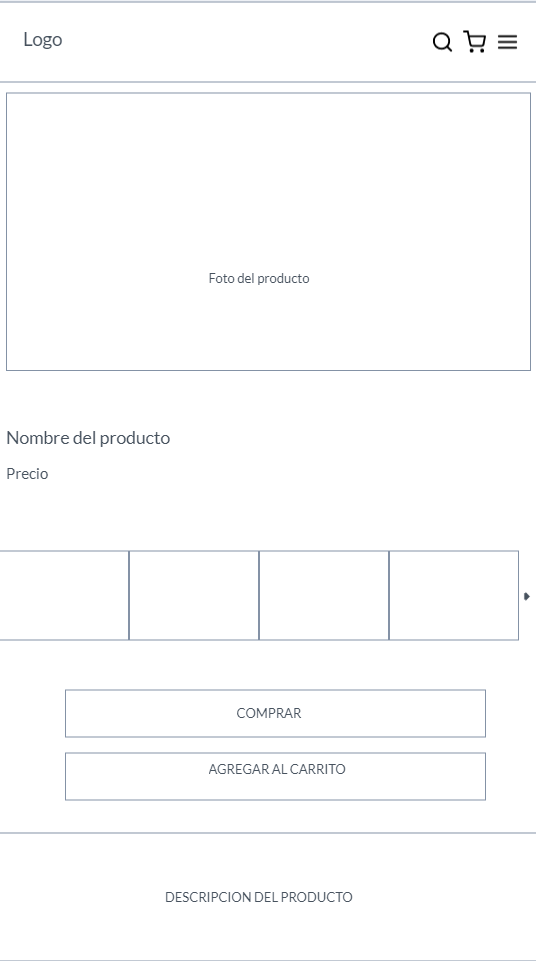 Logo
Foto del producto
Nombre del producto
Precio
COMPRAR
AGREGAR AL CARRITO
DESCRIPCION DEL PRODUCTO